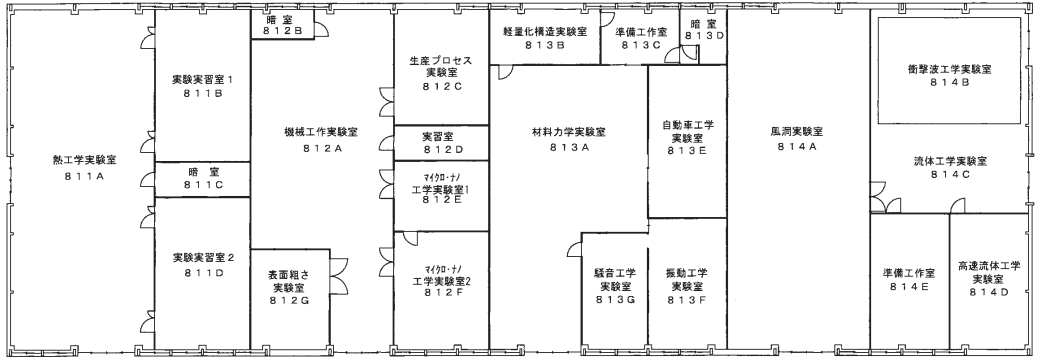 熱工学実験室
811A
実験実習室1
811B
暗　室
811C
実験実習室2
811D
暗 室
812B
機械工作実験室
812A
表面粗さ
実験室
812G
生産プロセス
実験室
812C
実習室
812D
マイクロ・ナノ
工学実験室1
812E
マイクロ・ナノ
工学実験室2
812F
軽量化構造実験室
813B
準備工作室
813C
暗 室
813D
材料力学実験室
813A
自動車工学
実験室
813E
騒音工学
実験室
813G
振動工学
実験室
813F
風洞実験室
814A
衝撃波工学実験室
814B
流体工学実験室
814C
準備工作室
814E
高速流体工学
実験室
814D